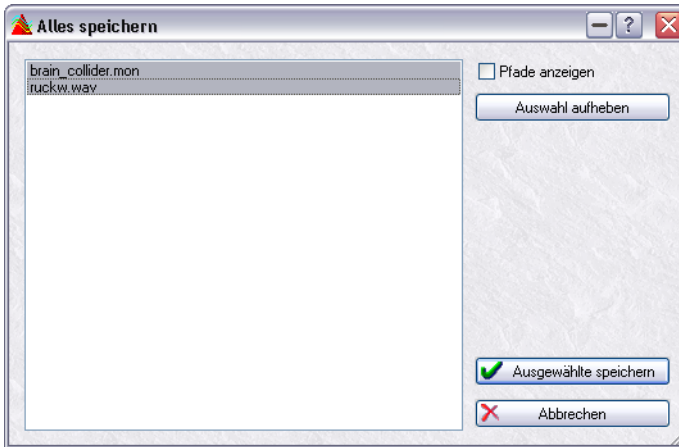 Alles speichern
brain_collider.mon
ruckw.wav
Pfade anzeigen
Auswahl aufheben
Ausgewählte speichern
Abbrechen